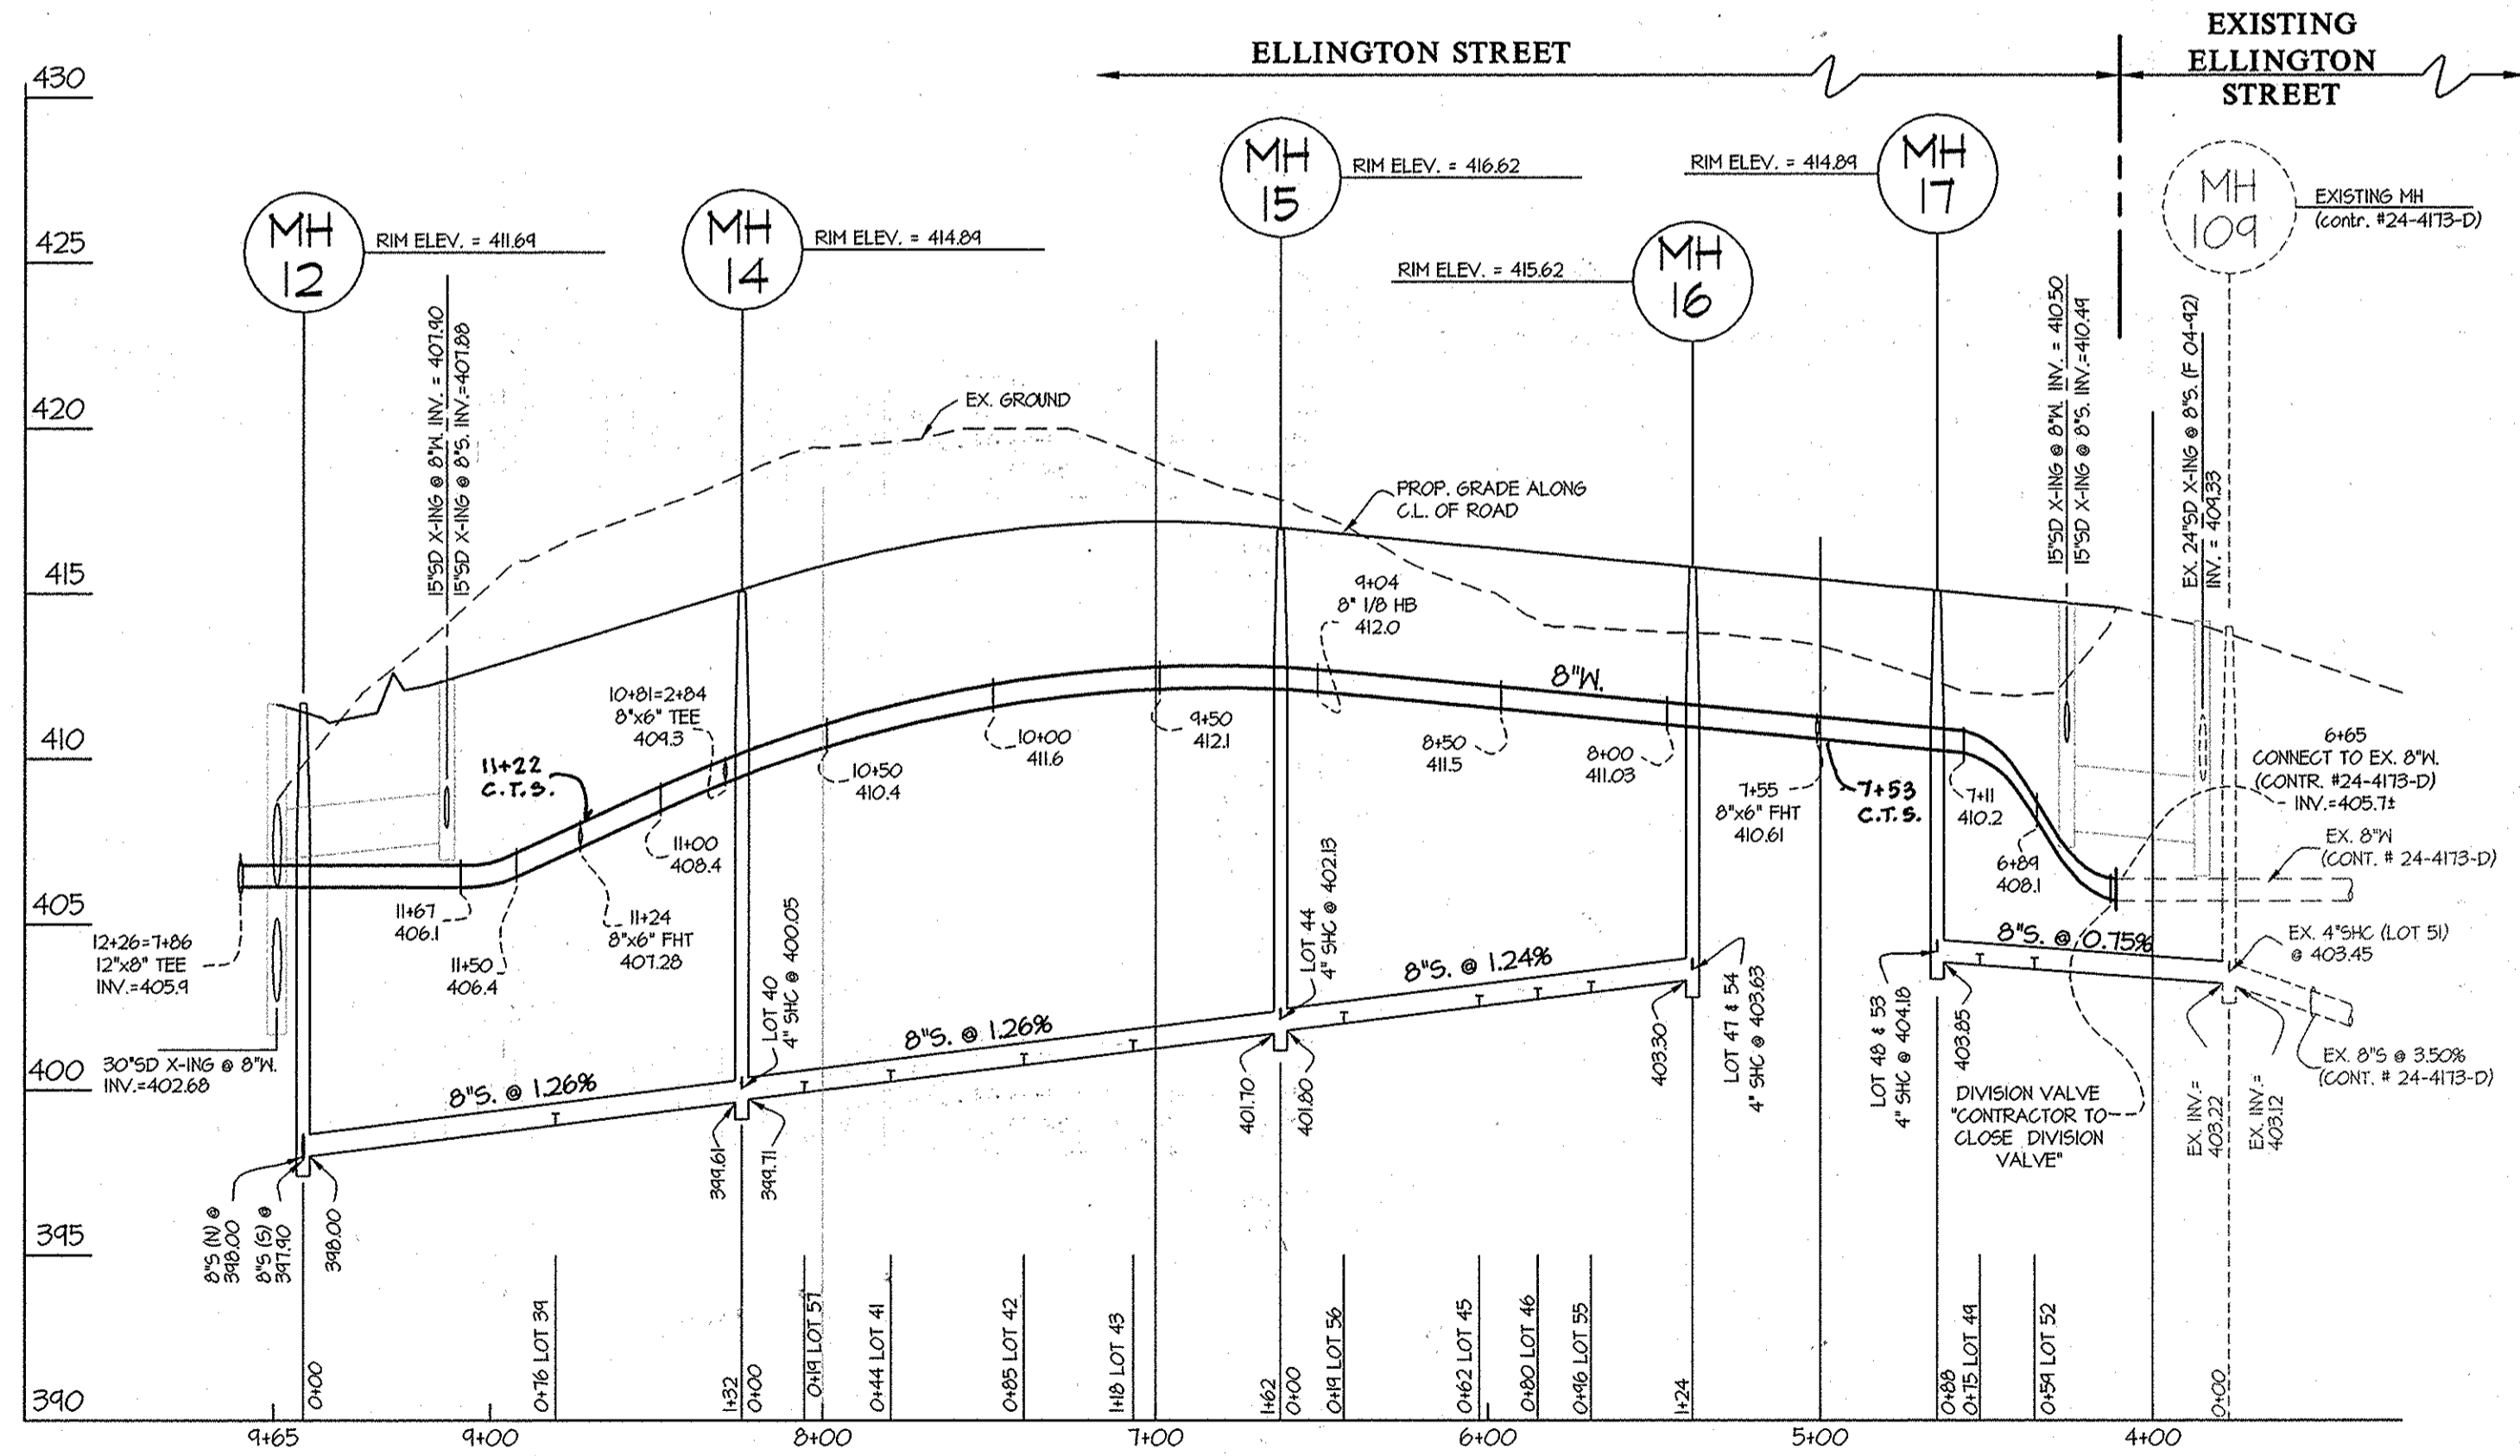 EXISTING
ELLINGTON STREET
ELLINGTON
STREET
430
425
420
415
410
405
400
395
390
MH
12
RIM ELEV. = 411.69
MH
14
RIM ELEV. = 414.89
MH
15
RIM ELEV. = 416.62
RIM ELEV. = 415.62
MH
16
RIM ELEV. = 414.89
MH
17
MH
109
EXISTING MH
(contr. #24-4173-D)
15"SD X-ING @ 8"W. INV. = 407.90
15"SD X-ING @ 8"S. INV.=407.88
EX. GROUND
PROP. GRADE ALONG
C.L. OF ROAD
15"SD X-ING @ 8"W. INV. = 410.50
15"SD X-ING @ 8"S. INV.=410.49
EX. 24"SD X-ING @ 8"S. (F 04-92)
INV. = 409.33
12+26=7+86
12"x8" TEE
INV.=405.9
30"SD X-ING @ 8"W.
INV.=402.68
11+67
406.1
11+50
406.4
11+22
C.T.S.
11+24
8"x6" FHT
407.28
11+00
408.4
10+81=2+84
8"x6" TEE
409.3
10+50
410.4
10+00
411.6
9+50
412.1
9+04
8" 1/8 HB
412.0
8"W.
8+50
411.5
8+00
411.03
7+55
8"x6" FHT
410.61
7+53
C.T.S.
7+11
410.2
6+89
408.1
6+65
CONNECT TO EX. 8"W.
(CONTR. #24-4173-D)
INV.=405.7±
EX. 8"W
(CONT. # 24-4173-D)
EX. 4"SHC (LOT 51)
@ 403.45
EX. 8"S @ 3.50%
(CONT. # 24-4173-D)
EX. INV.=
403.22
EX. INV.=
403.12
DIVISION VALVE
"CONTRACTOR TO
CLOSE DIVISION
VALVE"
8"S. @ 1.26%
8"S. @ 1.26%
8"S. @ 1.24%
8"S. @ 0.75%
8"S (N) @
398.00
8"S (S) @
397.90
398.00
399.61
399.71
LOT 40
4" SHC @ 400.05
401.70
401.80
LOT 44
4" SHC @ 402.13
403.30
LOT 47 & 54
4" SHC @ 403.63
LOT 48 & 53
4" SHC @ 404.18
403.85
0+00
0+76 LOT 39
1+32
0+00
0+19 LOT 57
0+44 LOT 41
0+85 LOT 42
1+18 LOT 43
1+62
0+00
0+19 LOT 56
0+62 LOT 45
0+80 LOT 46
0+96 LOT 55
1+24
0+88
0+75 LOT 49
0+59 LOT 52
0+00
9+65
9+00
8+00
7+00
6+00
5+00
4+00